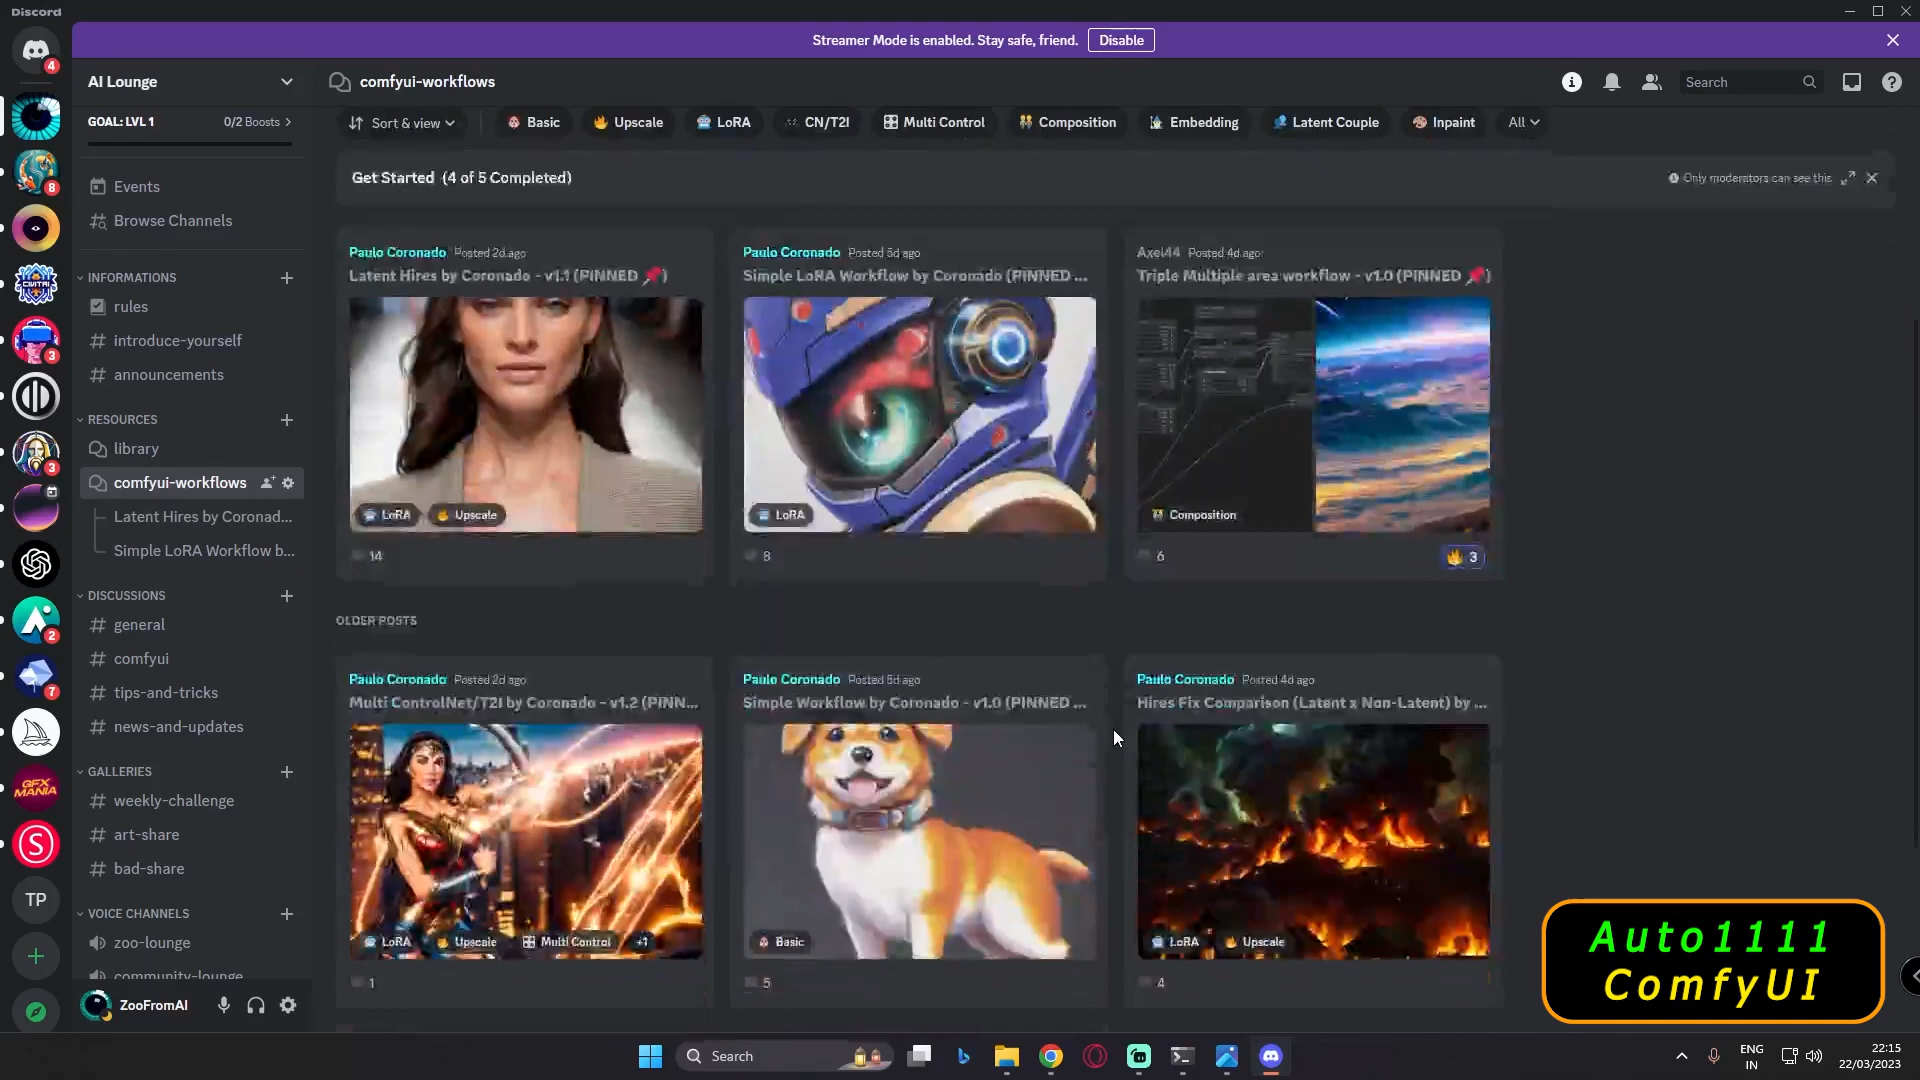 Discord
Streamer Mode is enabled. Stay safe, friend.
Disable
4
8
3
3
2
7
CIVITAI
GFX
MANIA
S
TP
AI Lounge
GOAL: LVL 1
0/2 Boosts
Events
Browse Channels
INFORMATIONS
rules
introduce-yourself
announcements
RESOURCES
library
comfyui-workflows
Latent Hires by Coronad...
Simple LoRA Workflow b...
DISCUSSIONS
general
comfyui
tips-and-tricks
news-and-updates
GALLERIES
weekly-challenge
art-share
bad-share
VOICE CHANNELS
zoo-lounge
community-lounge
ZooFromAI
comfyui-workflows
Search
Sort & view
Basic
Upscale
LoRA
CN/T2I
Multi Control
Composition
Embedding
Latent Couple
Inpaint
All
Get Started (4 of 5 Completed)
Only moderators can see this
Paulo Coronado Posted 2d ago
Latent Hires by Coronado - v1.1 (PINNED 📌)
LoRA
Upscale
14
Paulo Coronado Posted 5d ago
Simple LoRA Workflow by Coronado (PINNED ...
LoRA
8
Axel44 Posted 4d ago
Triple Multiple area workflow - v1.0 (PINNED 📌)
Composition
6
3
OLDER POSTS
Paulo Coronado Posted 2d ago
Multi ControlNet/T2I by Coronado - v1.2 (PINN...
LoRA
Upscale
Multi Control
+1
1
Paulo Coronado Posted 5d ago
Simple Workflow by Coronado - v1.0 (PINNED ...
Basic
5
Paulo Coronado Posted 4d ago
Hires Fix Comparison (Latent x Non-Latent) by ...
LoRA
Upscale
4
Auto1111
ComfyUI
Search
ENG
IN
22:15
22/03/2023